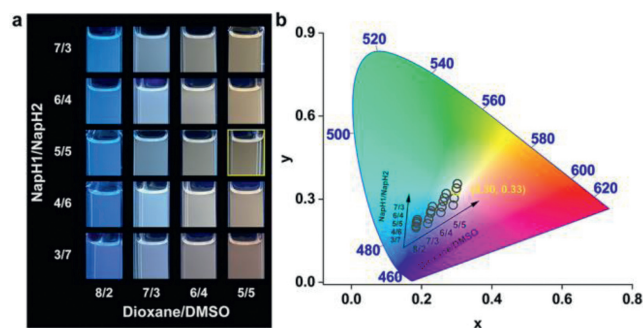 a
NapH1/NapH2
7/3
6/4
5/5
4/6
3/7
8/2 7/3 6/4 5/5
Dioxane/DMSO
b
y
0.9
0.6
0.3
0.0
0.0 0.2 0.4 0.6 0.8
x
520
540
560
580
600
620
500
480
460
(0.30, 0.33)
NapH1/NapH2
7/3
6/4
5/5
4/6
3/7
8/2 7/3 6/4 5/5
Dioxane/DMSO